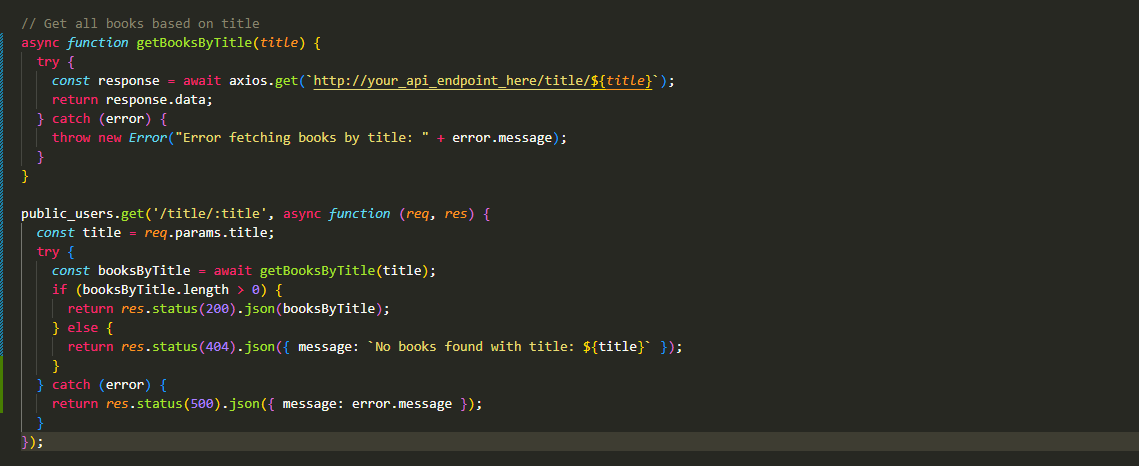 // Get all books based on title
async function getBooksByTitle(title) {
  try {
    const response = await axios.get(`http://your_api_endpoint_here/title/${title}`);
    return response.data;
  } catch (error) {
    throw new Error("Error fetching books by title: " + error.message);
  }
}

public_users.get('/title/:title', async function (req, res) {
  const title = req.params.title;
  try {
    const booksByTitle = await getBooksByTitle(title);
    if (booksByTitle.length > 0) {
      return res.status(200).json(booksByTitle);
    } else {
      return res.status(404).json({ message: `No books found with title: ${title}` });
    }
  } catch (error) {
    return res.status(500).json({ message: error.message });
  }
});